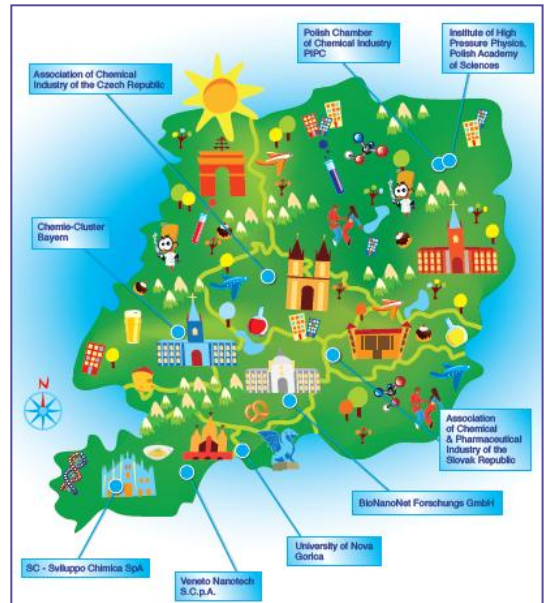 Polish Chamber
of Chemical Industry
PIPC
Institute of High
Pressure Physics,
Polish Academy
of Sciences
Association of Chemical
Industry of the Czech Republic
Chemie-Cluster
Bayern
N
Association
of Chemical
& Pharmaceutical
Industry of the
Slovak Republic
BioNanoNet Forschungs GmbH
University of Nova
Gorica
SC - Sviluppo Chimica SpA
Veneto Nanotech
S.C.p.A.